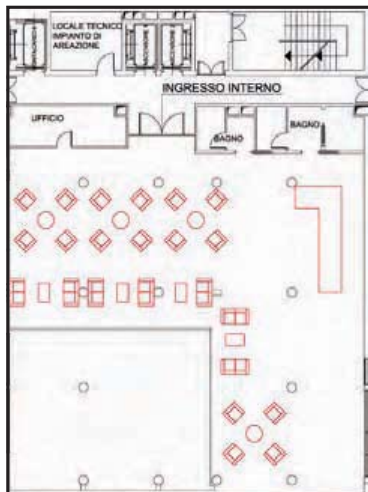 LOCALE TECNICO
IMPIANTO DI
AREAZIONE
INGRESSO INTERNO
UFFICIO
BAGNO
BAGNO